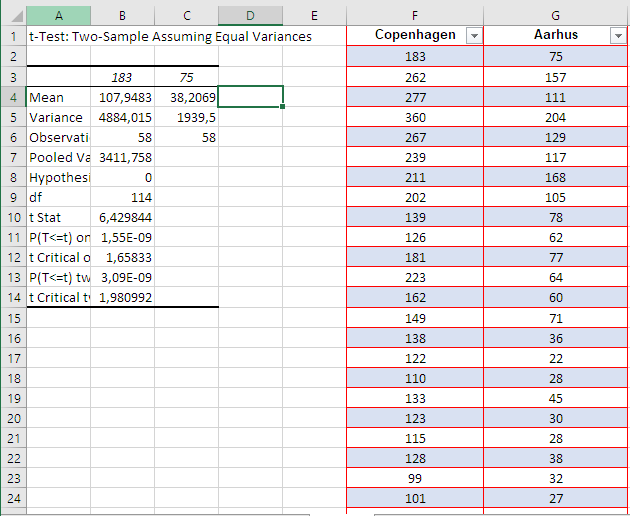 A B C D E F G
1 t-Test: Two-Sample Assuming Equal Variances Copenhagen Aarhus
2 183 75
3 183 75 262 157
4 Mean 107,9483 38,2069 277 111
5 Variance 4884,015 1939,5 360 204
6 Observati 58 58 267 129
7 Pooled Va 3411,758 239 117
8 Hypothesi 0 211 168
9 df 114 202 105
10 t Stat 6,429844 139 78
11 P(T<=t) on 1,55E-09 126 62
12 t Critical o 1,65833 181 77
13 P(T<=t) tw 3,09E-09 223 64
14 t Critical tw 1,980992 162 60
15 149 71
16 138 36
17 122 22
18 110 28
19 133 45
20 123 30
21 115 28
22 128 38
23 99 32
24 101 27